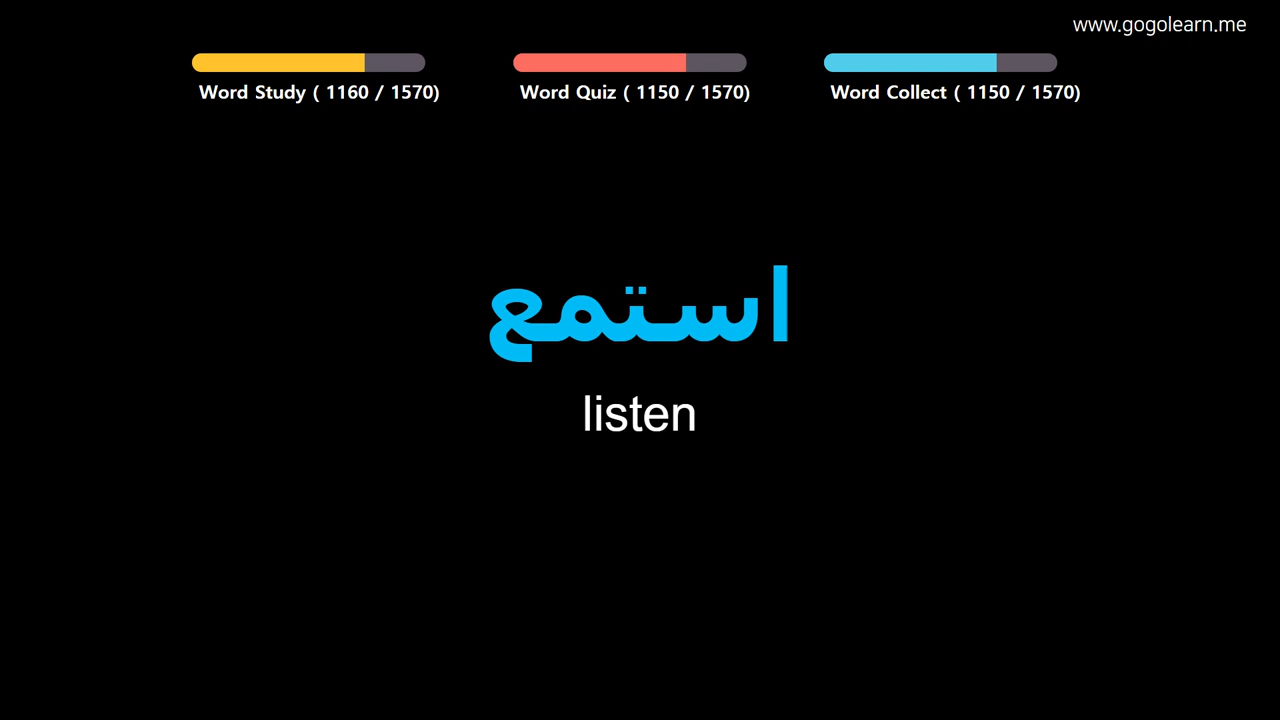 www.gogolearn.me
Word Study ( 1160 / 1570)
Word Quiz ( 1150 / 1570)
Word Collect ( 1150 / 1570)
استمع
listen